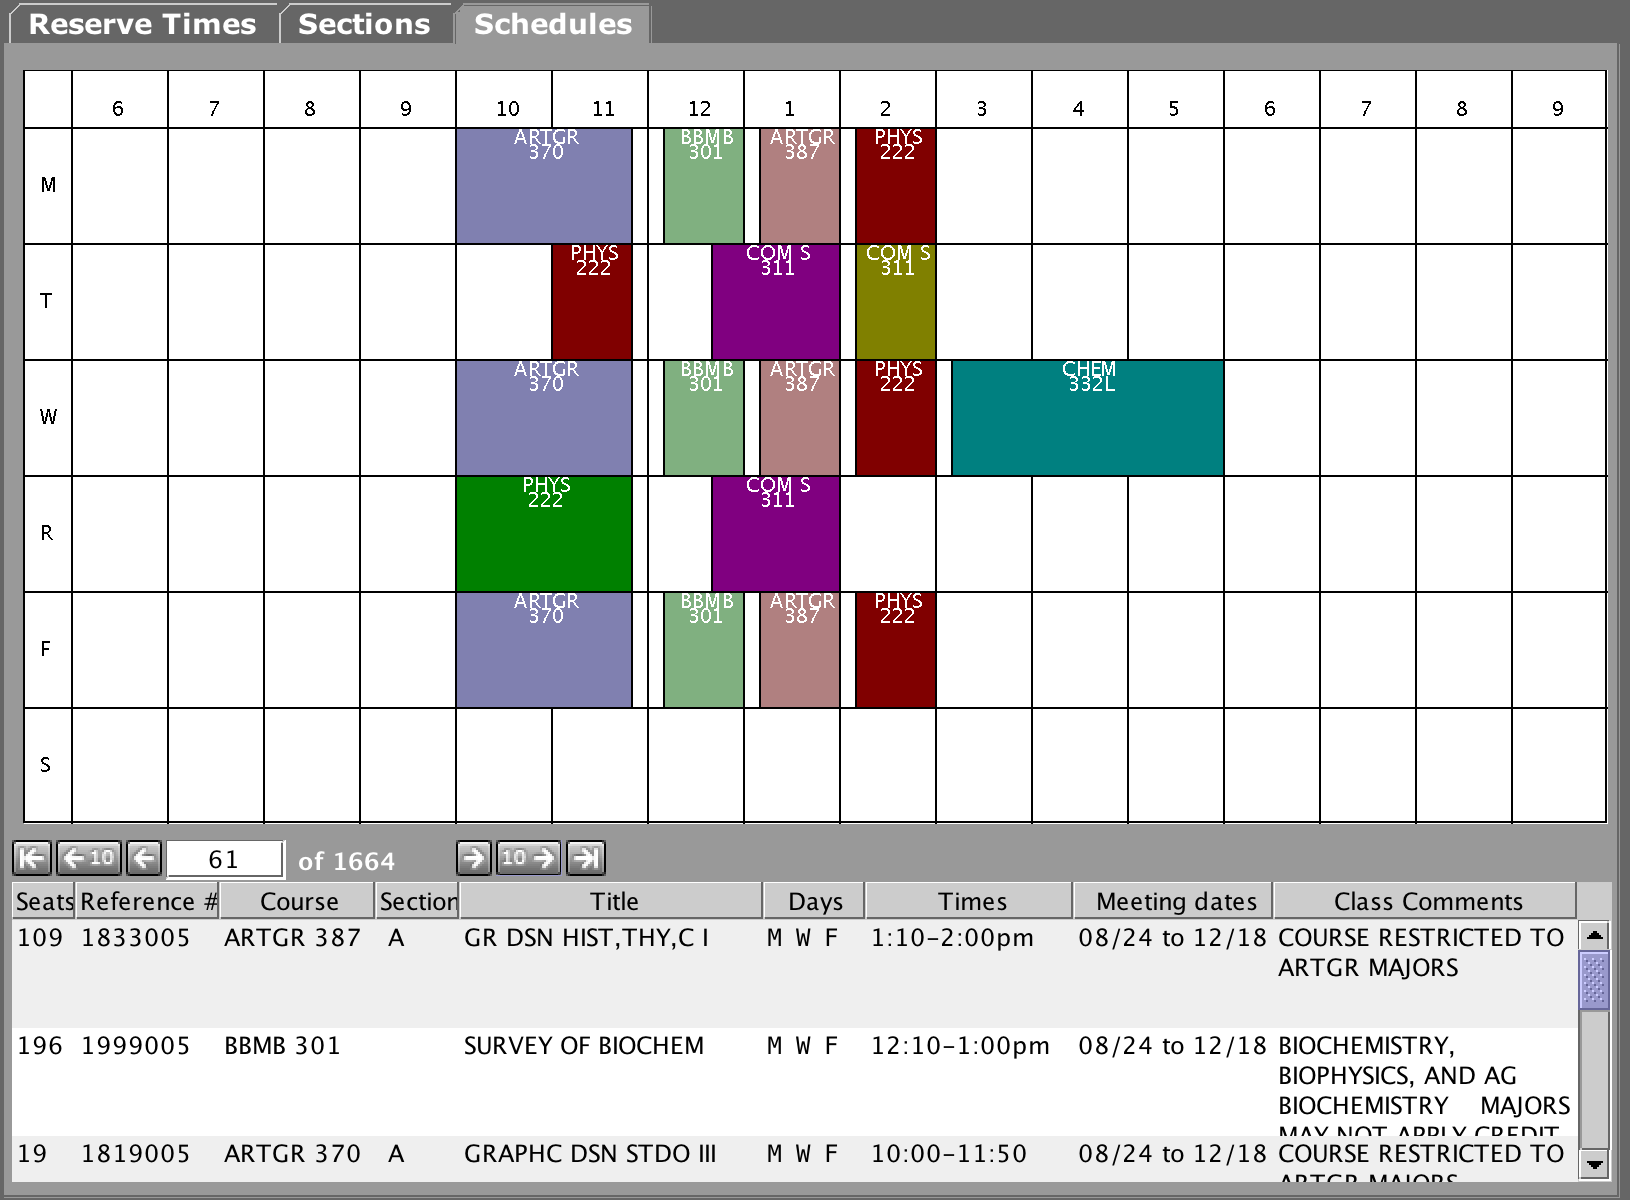 Reserve Times Sections Schedules
6 7 8 9 10 11 12 1 2 3 4 5 6 7 8 9
M
ARTGR 370
BBMB 301
ARTGR 387
PHYS 222
T
PHYS 222
COM S 311
COM S 311
W
ARTGR 370
BBMB 301
ARTGR 387
PHYS 222
CHEM 332L
R
PHYS 222
COM S 311
F
ARTGR 370
BBMB 301
ARTGR 387
PHYS 222
S
10 61 of 1664 10
Seats Reference # Course Section Title Days Times Meeting dates Class Comments
109 1833005 ARTGR 387 A GR DSN HIST,THY,C I M W F 1:10-2:00pm 08/24 to 12/18 COURSE RESTRICTED TO
ARTGR MAJORS
196 1999005 BBMB 301 SURVEY OF BIOCHEM M W F 12:10-1:00pm 08/24 to 12/18 BIOCHEMISTRY,
BIOPHYSICS, AND AG
BIOCHEMISTRY MAJORS
MAY NOT APPLY CREDIT
19 1819005 ARTGR 370 A GRAPHC DSN STDO III M W F 10:00-11:50 08/24 to 12/18 COURSE RESTRICTED TO
ARTGR MAJORS